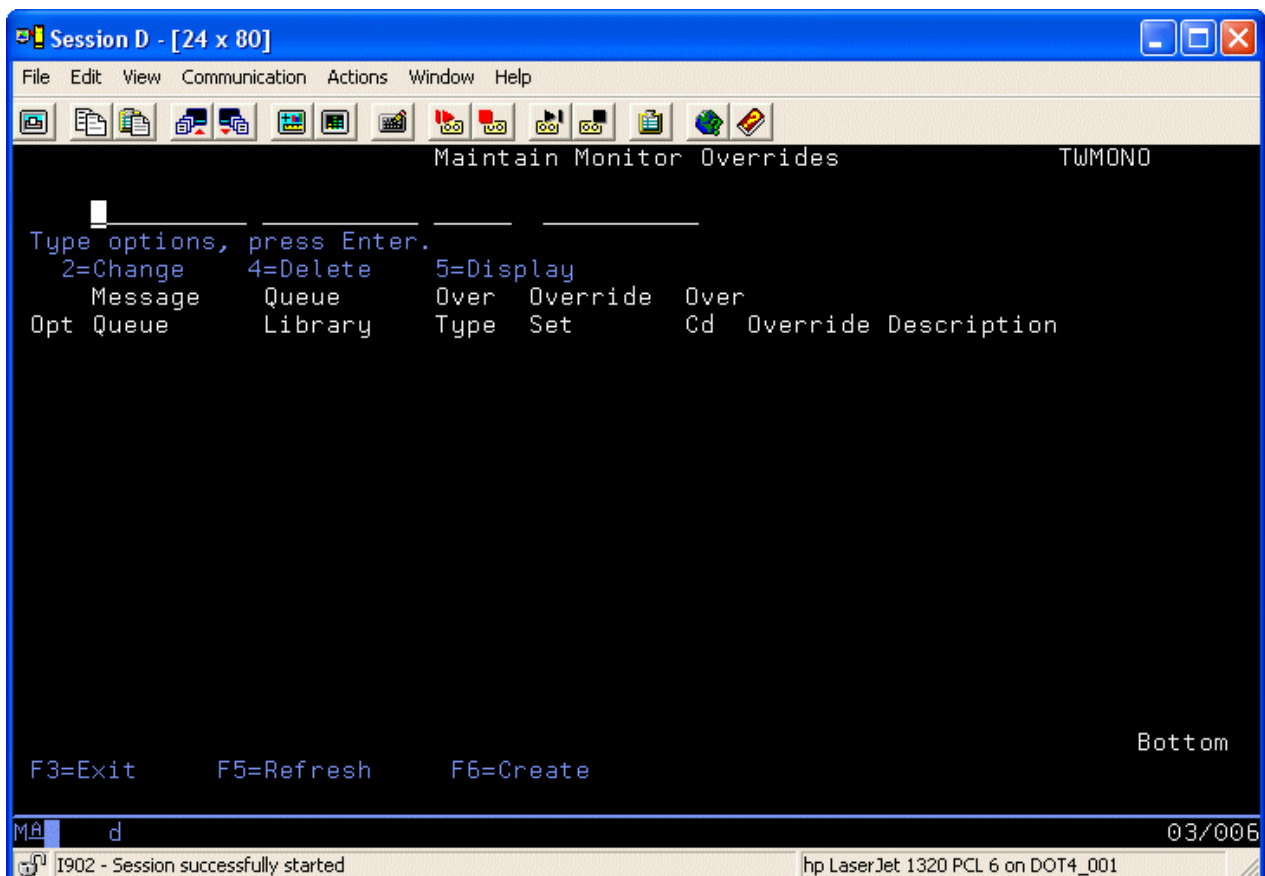 Session D - [24 x 80]
File Edit View Communication Actions Window Help
Maintain Monitor Overrides TWMONO
Type options, press Enter.
2=Change 4=Delete 5=Display
Message Queue Over Override Over
Opt Queue Library Type Set Cd Override Description
Bottom
F3=Exit F5=Refresh F6=Create
MA d 03/006
I902 - Session successfully started hp LaserJet 1320 PCL 6 on DOT4_001